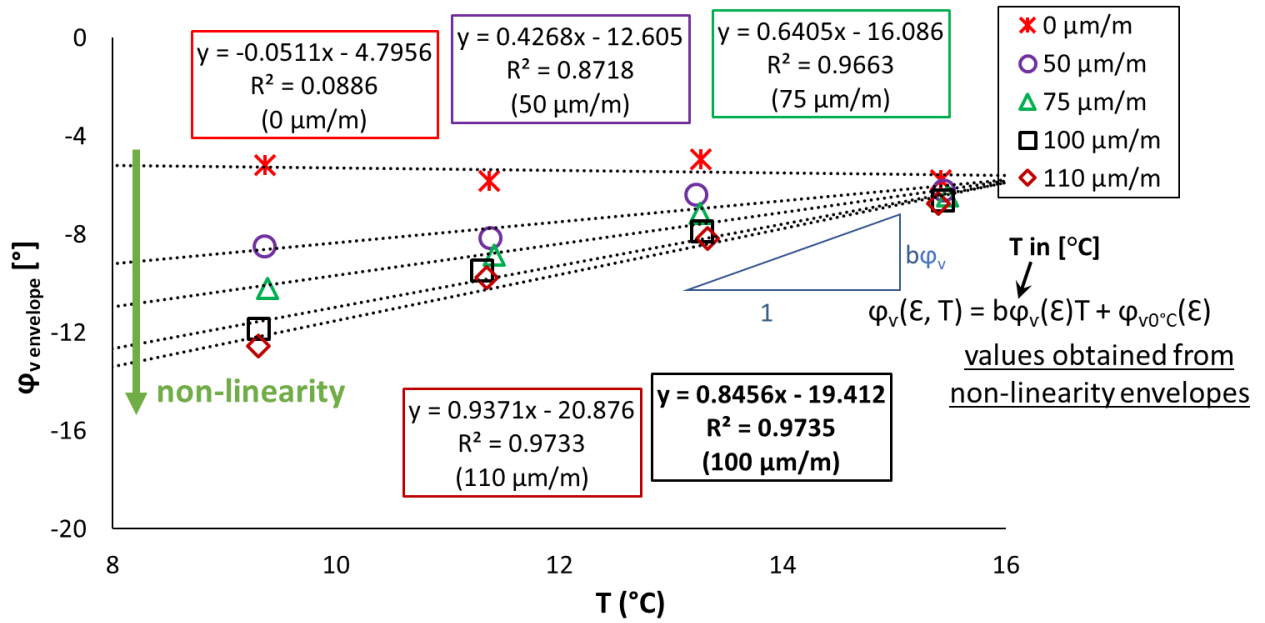 y = -0.0511x - 4.7956
R² = 0.0886
(0 µm/m)
y = 0.4268x - 12.605
R² = 0.8718
(50 µm/m)
y = 0.6405x - 16.086
R² = 0.9663
(75 µm/m)
0 µm/m
50 µm/m
75 µm/m
100 µm/m
110 µm/m
0
-4
-8
-12
-16
-20
φv envelope [°]
non-linearity
bφv
1
T in [°C]
φv(Ɛ, T) = bφv(Ɛ)T + φv0°C(Ɛ)
values obtained from
non-linearity envelopes
y = 0.9371x - 20.876
R² = 0.9733
(110 µm/m)
y = 0.8456x - 19.412
R² = 0.9735
(100 µm/m)
8
10
12
14
16
T (°C)